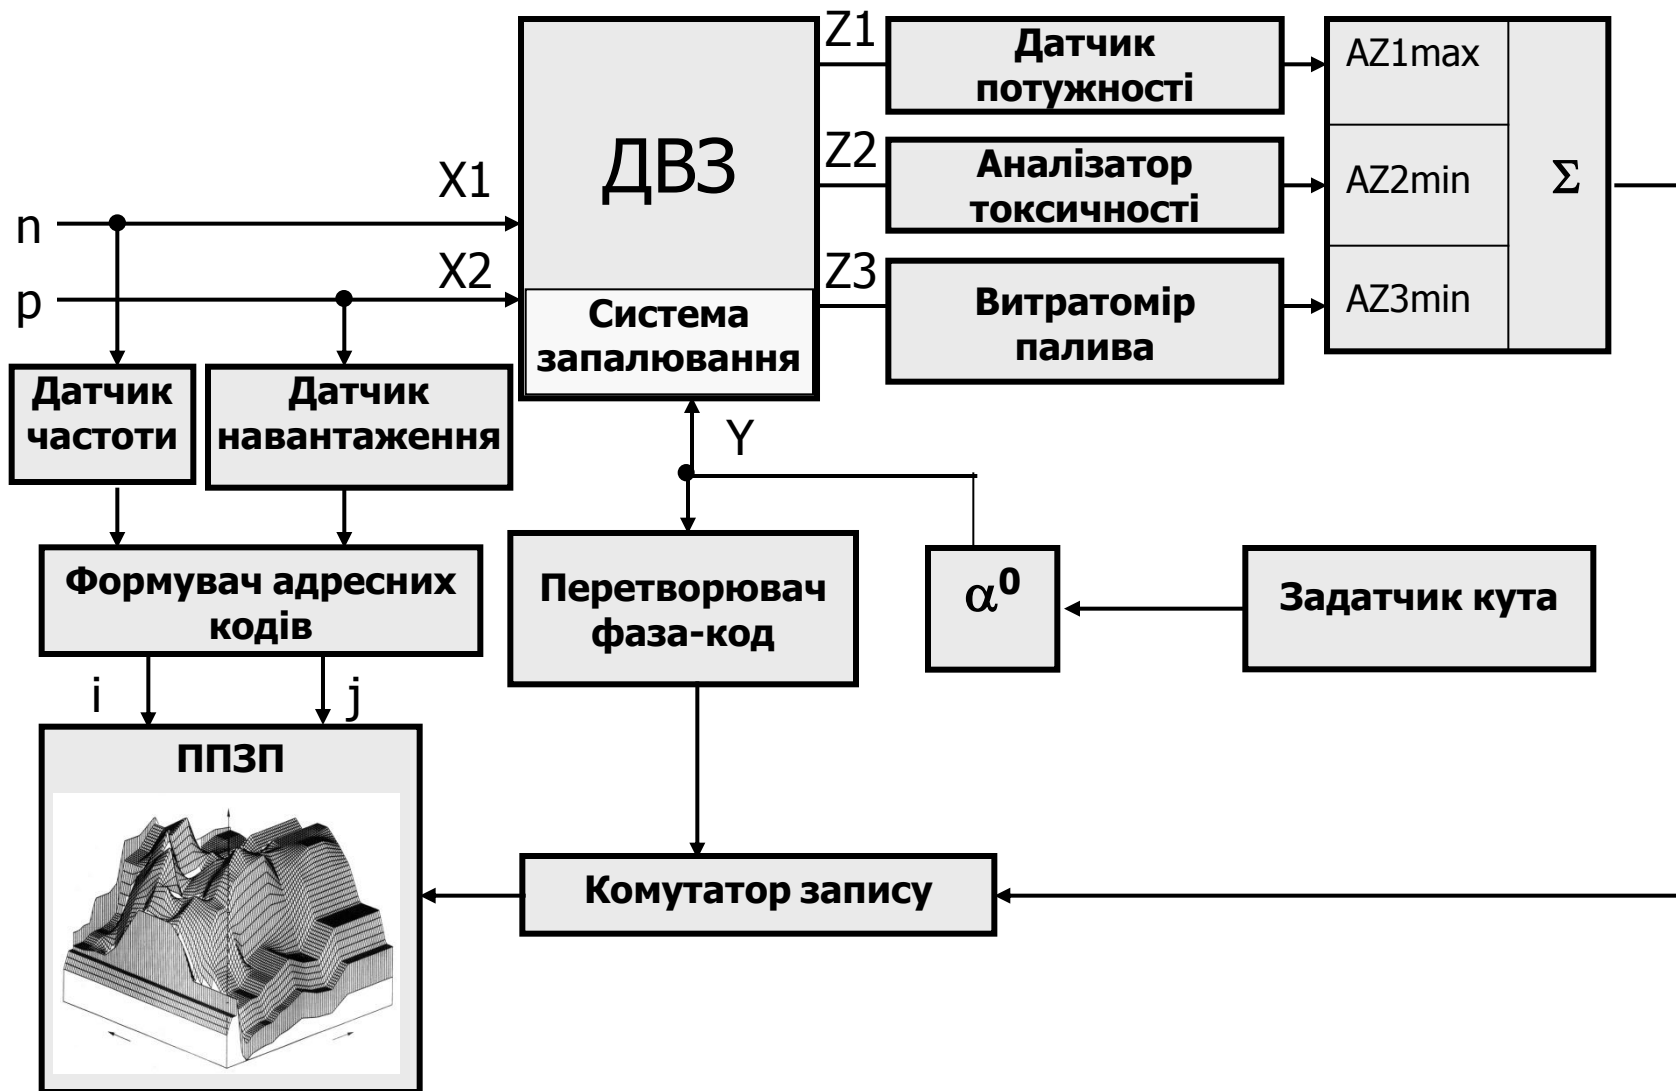 Z1
Датчик
потужності
AZ1max
ДВЗ
Z2
Аналізатор
токсичності
AZ2min
Σ
X1
n
X2
p
Z3
Витратомір
палива
AZ3min
Система
запалювання
Датчик
частоти
Датчик
навантаження
Y
Формувач адресних
кодів
Перетворювач
фаза-код
α⁰
Задатчик кута
i
j
ППЗП
Комутатор запису